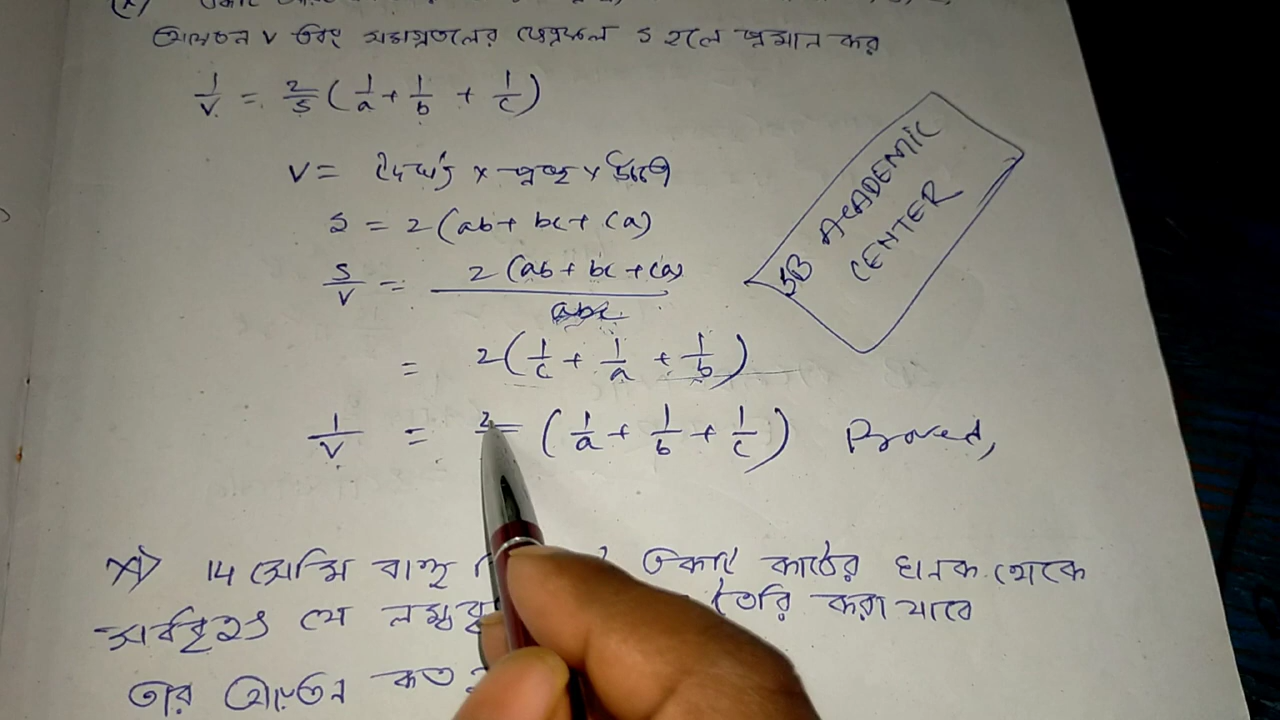 (x)
আয়তন V এবং সমগ্রতলের ক্ষেত্রফল S হলে প্রমান কর
1/V = 2/S (1/a + 1/b + 1/c)
V = দৈর্ঘ্য × প্রস্থ × উচ্চতা
S = 2(ab + bc + ca)
S/V = 2(ab + bc + ca)/abc
= 2(1/c + 1/a + 1/b)
1/V = 2 (1/a + 1/b + 1/c) Proved,
SB ACADEMIC
CENTER
14 সেমি বাহু একটি কাঠের ঘনক থেকে
সর্ববৃহৎ যে তৈরি করা যাবে
তার আয়তন কত